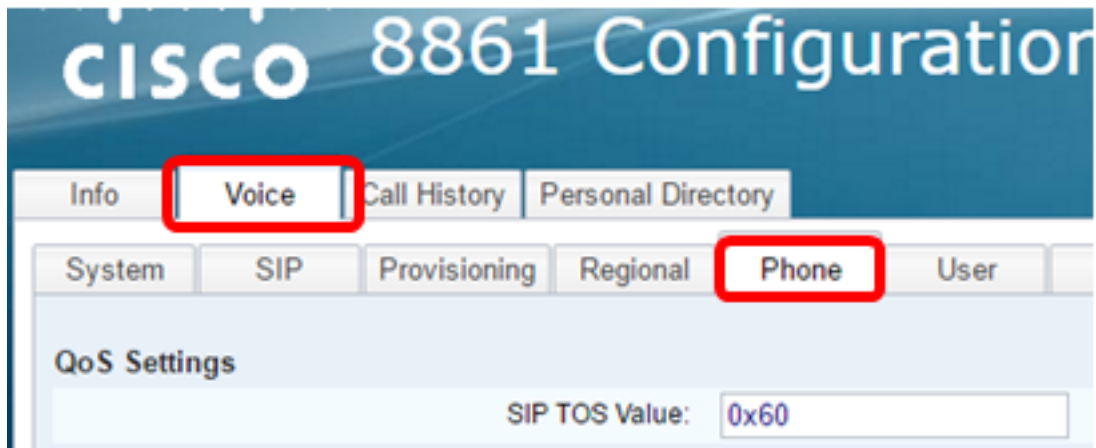 CISCO 8861 Configuration
Info Voice Call History Personal Directory
System SIP Provisioning Regional Phone User
QoS Settings
SIP TOS Value: 0x60